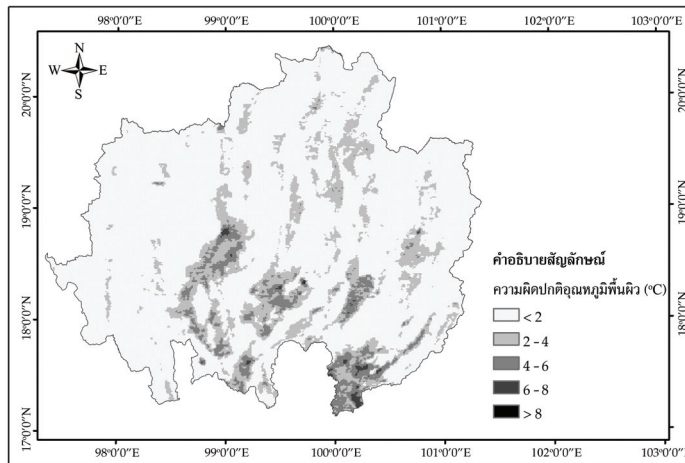 98°0'0"E 99°0'0"E 100°0'0"E 101°0'0"E 102°0'0"E 103°0'0"E
N
W E
S
20°0'0"N 20°0'0"N
19°0'0"N 19°0'0"N
คำอธิบายสัญลักษณ์
ความผิดปกติอุณหภูมิพื้นผิว (°C)
18°0'0"N 18°0'0"N
< 2
2 - 4
4 - 6
6 - 8
> 8
17°0'0"N 17°0'0"N
98°0'0"E 99°0'0"E 100°0'0"E 101°0'0"E 102°0'0"E 103°0'0"E